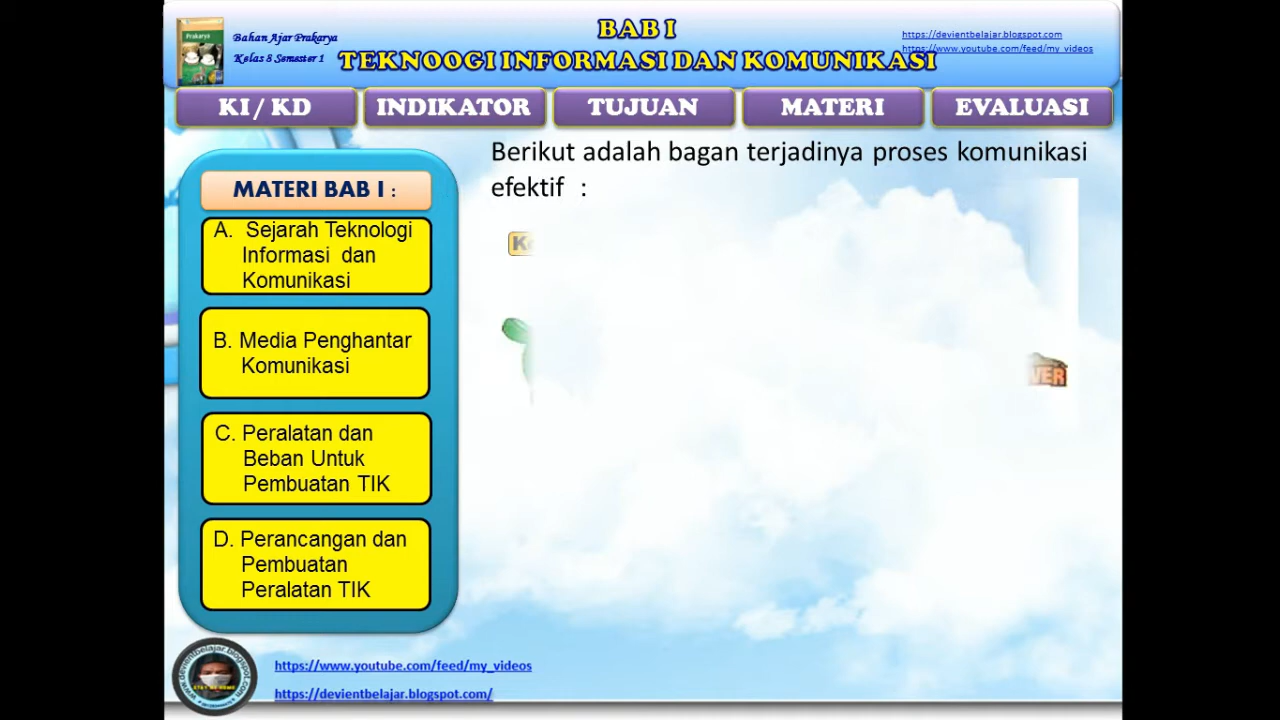 BAB I
TEKNOOGI INFORMASI DAN KOMUNIKASI
Prakarya
Bahan Ajar Prakarya
Kelas 8 Semester 1
https://devientbelajar.blogspot.com
https://www.youtube.com/feed/my_videos
KI / KD
INDIKATOR
TUJUAN
MATERI
EVALUASI
MATERI BAB I :
A. Sejarah Teknologi
Informasi dan
Komunikasi
B. Media Penghantar
Komunikasi
C. Peralatan dan
Beban Untuk
Pembuatan TIK
D. Perancangan dan
Pembuatan
Peralatan TIK
Berikut adalah bagan terjadinya proses komunikasi
efektif :
https://www.youtube.com/feed/my_videos
https://devientbelajar.blogspot.com/